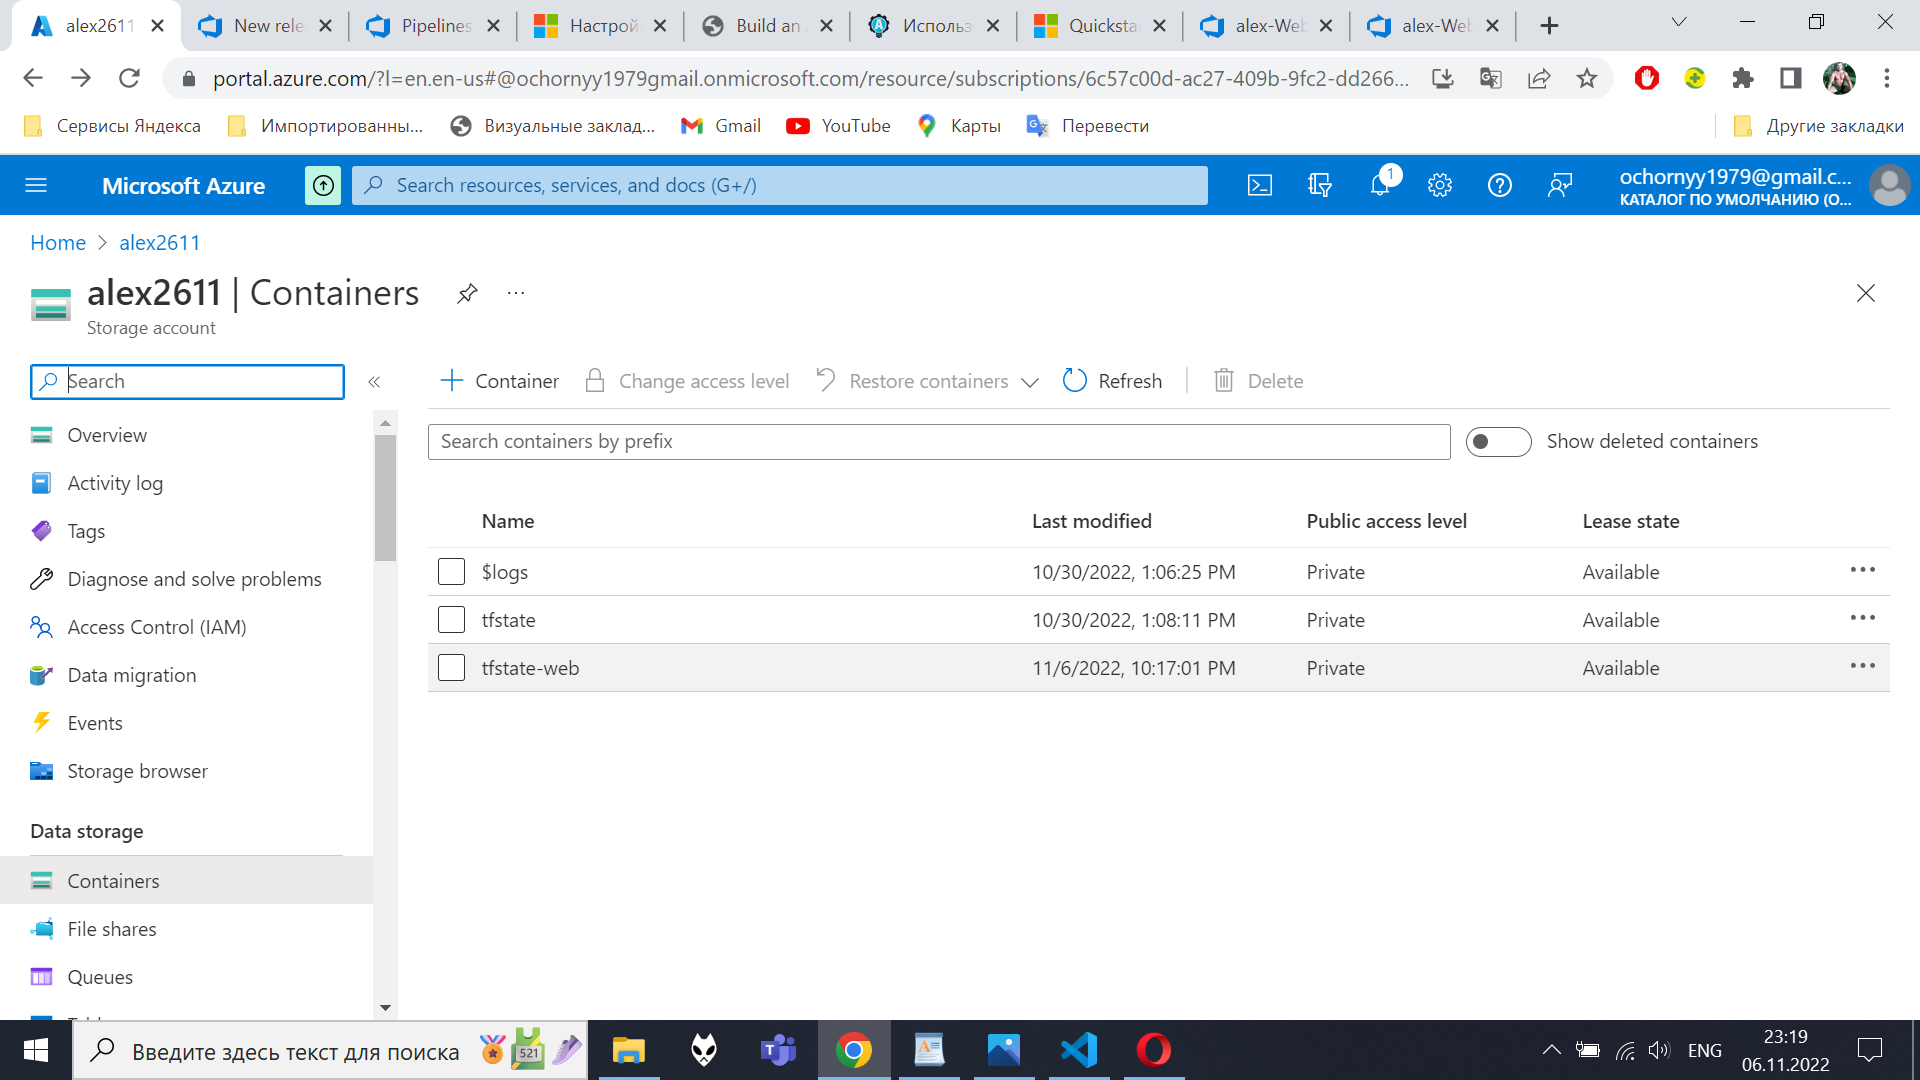 alex2611
New rele
Pipelines
Настрой
Build an
Использ
Quicksta
alex-Web
alex-Web
portal.azure.com/?l=en.en-us#@ochornyy1979gmail.onmicrosoft.com/resource/subscriptions/6c57c00d-ac27-409b-9fc2-dd266...
Сервисы Яндекса
Импортированны...
Визуальные заклад...
Gmail
YouTube
Карты
Перевести
Другие закладки
Microsoft Azure
Search resources, services, and docs (G+/)
1
ochornyy1979@gmail.c...
КАТАЛОГ ПО УМОЛЧАНИЮ (O...
Home > alex2611
alex2611 | Containers
...
Storage account
Search
«
Container
Change access level
Restore containers
Refresh
Delete
Search containers by prefix
Show deleted containers
Overview
Activity log
Tags
Diagnose and solve problems
Access Control (IAM)
Data migration
Events
Storage browser
Data storage
Containers
File shares
Queues
Name Last modified Public access level Lease state
$logs 10/30/2022, 1:06:25 PM Private Available
tfstate 10/30/2022, 1:08:11 PM Private Available
tfstate-web 11/6/2022, 10:17:01 PM Private Available
Введите здесь текст для поиска
521
ENG
23:19
06.11.2022